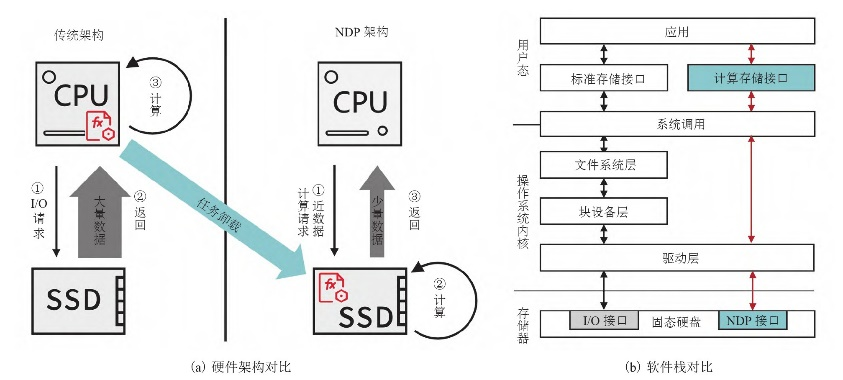 传统架构
NDP 架构
CPU
fx
③
计算
①
I/O
请求
大量数据
②
返回
SSD
任务卸载
CPU
①
近数据
计算请求
少量数据
③
返回
fx
SSD
②
计算
(a) 硬件架构对比
用户态
应用
标准存储接口
计算存储接口
系统调用
操作系统内核
文件系统层
块设备层
驱动层
存储器
I/O 接口
固态硬盘
NDP 接口
(b) 软件栈对比